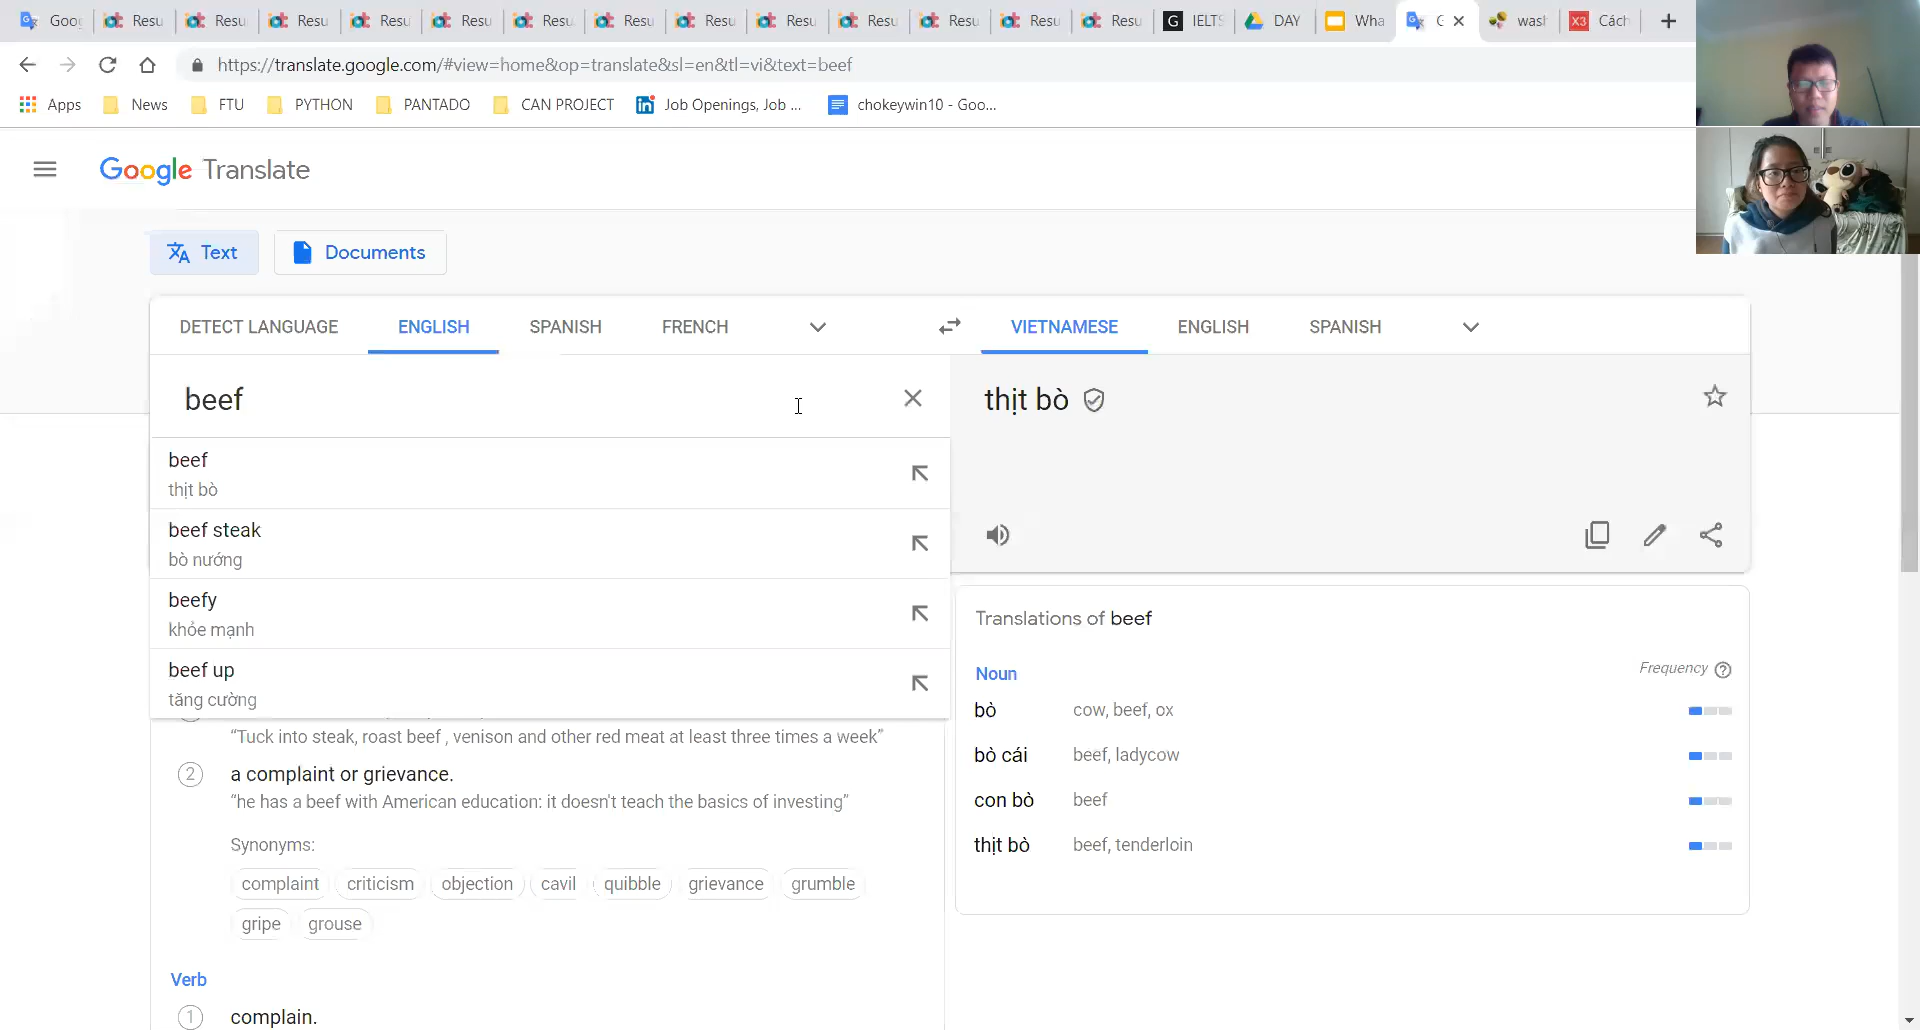 Goo
Resu
Resu
Resu
Resu
Resu
Resu
Resu
Resu
Resu
Resu
Resu
Resu
Resu
IELTS
DAY
Wha
G
wash
Cách
https://translate.google.com/#view=home&op=translate&sl=en&tl=vi&text=beef
Apps News FTU PYTHON PANTADO CAN PROJECT Job Openings, Job ... chokeywin10 - Goo...
Google Translate
Text Documents
DETECT LANGUAGE ENGLISH SPANISH FRENCH VIETNAMESE ENGLISH SPANISH
beef
thịt bò
beef
thịt bò
beef steak
bò nướng
beefy
khỏe mạnh
beef up
tăng cường
“Tuck into steak, roast beef , venison and other red meat at least three times a week”
2 a complaint or grievance.
“he has a beef with American education: it doesn't teach the basics of investing”
Synonyms:
complaint criticism objection cavil quibble grievance grumble
gripe grouse
Verb
1 complain.
Translations of beef
Noun Frequency
bò cow, beef, ox
bò cái beef, ladycow
con bò beef
thịt bò beef, tenderloin